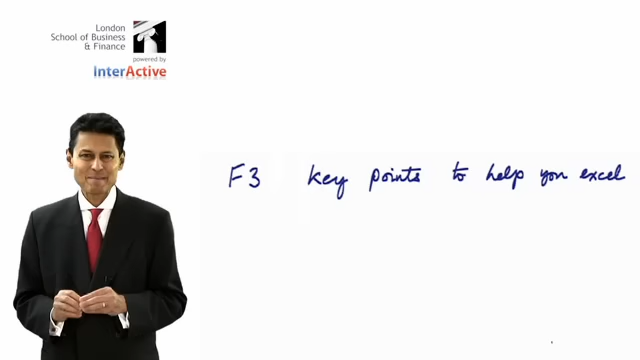 London
School of Business
& Finance
powered by
InterActive
F3 key points to help you excel